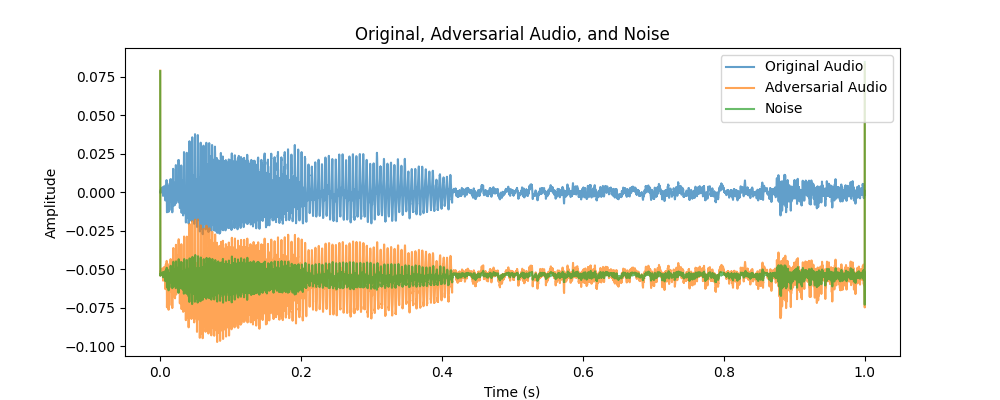 Original, Adversarial Audio, and Noise
Original Audio
Adversarial Audio
Noise
Amplitude
0.075
0.050
0.025
0.000
−0.025
−0.050
−0.075
−0.100
0.0 0.2 0.4 0.6 0.8 1.0
Time (s)